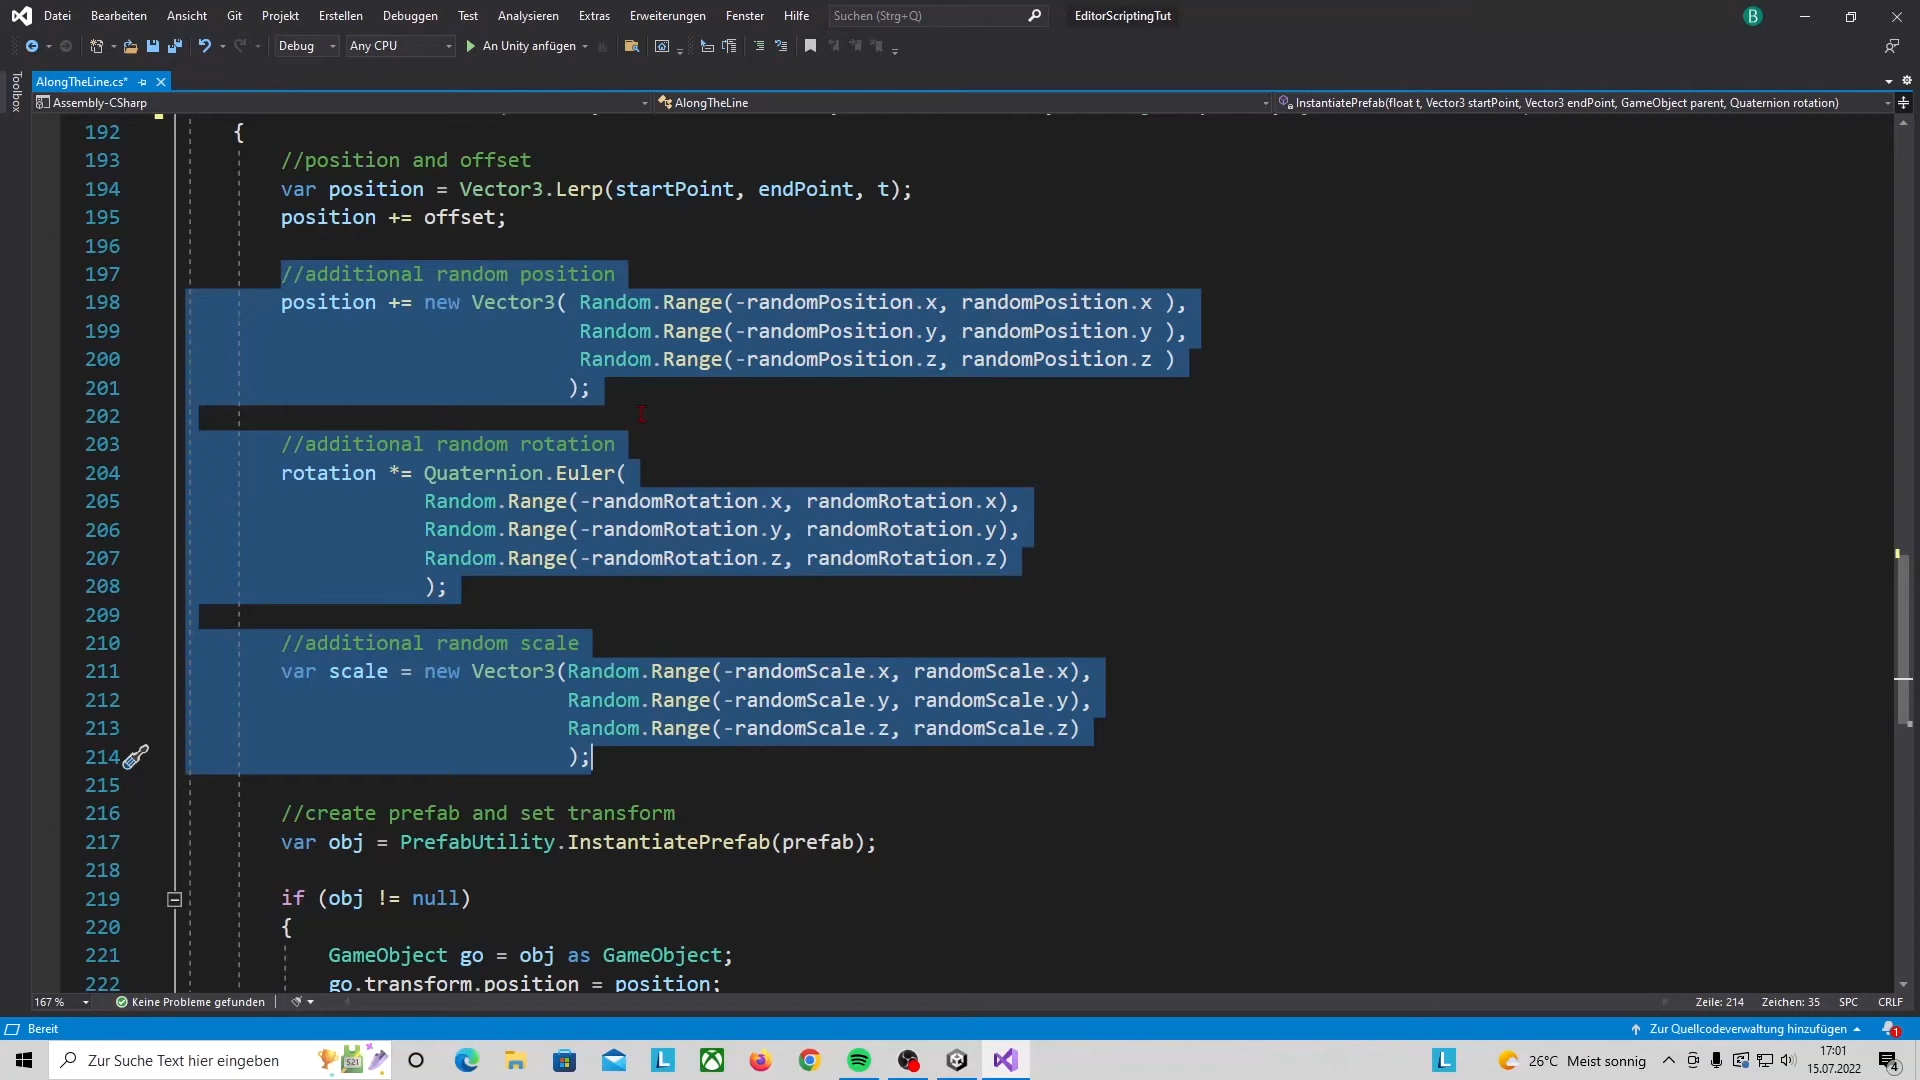 Datei Bearbeiten Ansicht Git Projekt Erstellen Debuggen Test Analysieren Extras Erweiterungen Fenster Hilfe Suchen (Strg+Q) EditorScriptingTut B
Debug Any CPU An Unity anfügen
Toolbox
AlongTheLine.cs*
Assembly-CSharp AlongTheLine InstantiatePrefab(float t, Vector3 startPoint, Vector3 endPoint, GameObject parent, Quaternion rotation)
192 {
193 //position and offset
194 var position = Vector3.Lerp(startPoint, endPoint, t);
195 position += offset;
196
197 //additional random position
198 position += new Vector3( Random.Range(-randomPosition.x, randomPosition.x ),
199 Random.Range(-randomPosition.y, randomPosition.y ),
200 Random.Range(-randomPosition.z, randomPosition.z )
201 );
202
203 //additional random rotation
204 rotation *= Quaternion.Euler(
205 Random.Range(-randomRotation.x, randomRotation.x),
206 Random.Range(-randomRotation.y, randomRotation.y),
207 Random.Range(-randomRotation.z, randomRotation.z)
208 );
209
210 //additional random scale
211 var scale = new Vector3(Random.Range(-randomScale.x, randomScale.x),
212 Random.Range(-randomScale.y, randomScale.y),
213 Random.Range(-randomScale.z, randomScale.z)
214 );
215
216 //create prefab and set transform
217 var obj = PrefabUtility.InstantiatePrefab(prefab);
218
219 if (obj != null)
220 {
221 GameObject go = obj as GameObject;
222 go.transform.position = position;
167 % Keine Probleme gefunden Zeile: 214 Zeichen: 35 SPC CRLF
Bereit Zur Quellcodeverwaltung hinzufügen 1
Zur Suche Text hier eingeben 521 L L 26°C Meist sonnig 17:01
15.07.2022 4